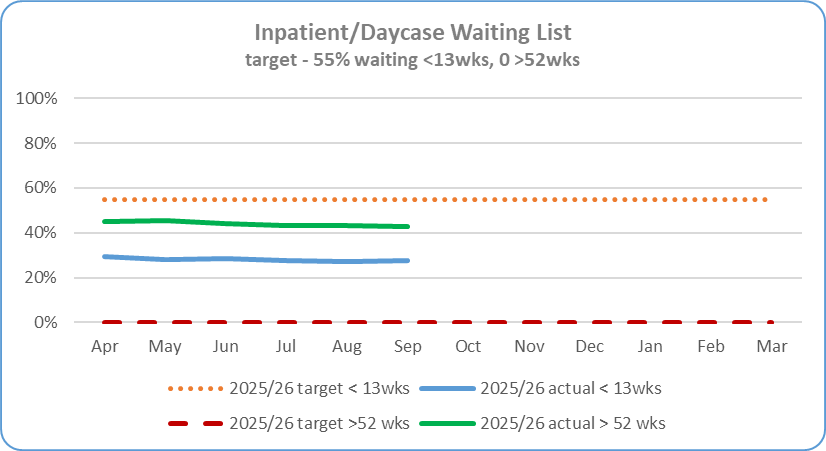 Inpatient/Daycase Waiting List
target - 55% waiting <13wks, 0 >52wks
100%
80%
60%
40%
20%
0%
Apr May Jun Jul Aug Sep Oct Nov Dec Jan Feb Mar
2025/26 target < 13wks 2025/26 actual < 13wks
2025/26 target >52 wks 2025/26 actual > 52 wks